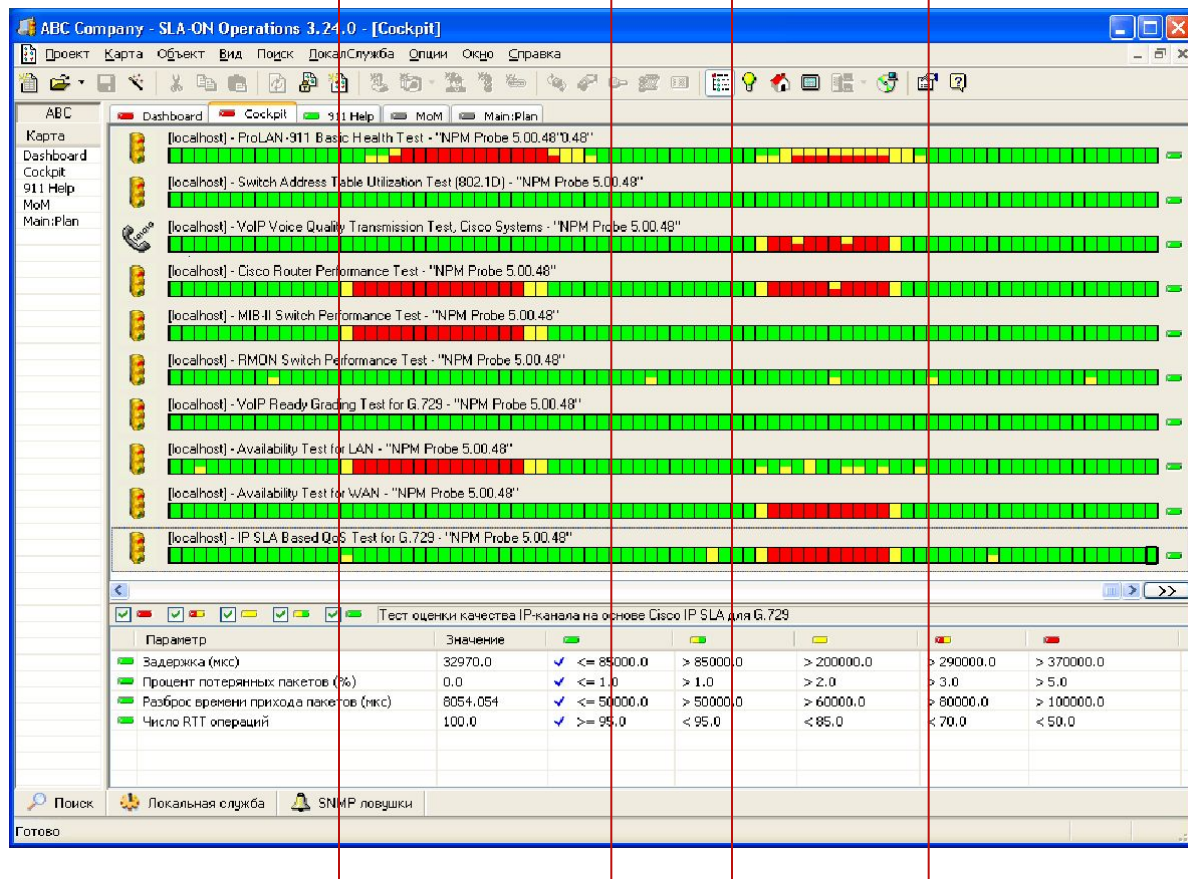 ABC Company - SLA-ON Operations 3.24.0 - [Cockpit]
Проект Карта Объект Вид Поиск ЛокалСлужба Опции Окно Справка
ABC
Dashboard Cockpit 911 Help MoM Main:Plan
Карта
Dashboard
Cockpit
911 Help
MoM
Main:Plan
[localhost] - ProLAN-911 Basic Health Test - "NPM Probe 5.00.48"0.48"
[localhost] - Switch Address Table Utilization Test (802.1D) - "NPM Probe 5.00.48"
[localhost] - VoIP Voice Quality Transmission Test, Cisco Systems - "NPM Probe 5.00.48"
[localhost] - Cisco Router Performance Test - "NPM Probe 5.00.48"
[localhost] - MIB-II Switch Performance Test - "NPM Probe 5.00.48"
[localhost] - RMON Switch Performance Test - "NPM Probe 5.00.48"
[localhost] - VoIP Ready Grading Test for G.729 - "NPM Probe 5.00.48"
[localhost] - Availability Test for LAN - "NPM Probe 5.00.48"
[localhost] - Availability Test for WAN - "NPM Probe 5.00.48"
[localhost] - IP SLA Based QoS Test for G.729 - "NPM Probe 5.00.48"
>>
Тест оценки качества IP-канала на основе Cisco IP SLA для G.729
Параметр Значение
Задержка (мкс) 32970.0 <= 85000.0 > 85000.0 > 200000.0 > 290000.0 > 370000.0
Процент потерянных пакетов (%) 0.0 <= 1.0 > 1.0 > 2.0 > 3.0 > 5.0
Разброс времени прихода пакетов (мкс) 8054.054 <= 50000.0 > 50000.0 > 60000.0 > 80000.0 > 100000.0
Число RTT операций 100.0 >= 95.0 < 95.0 < 85.0 < 70.0 < 50.0
Поиск Локальная служба SNMP ловушки
Готово